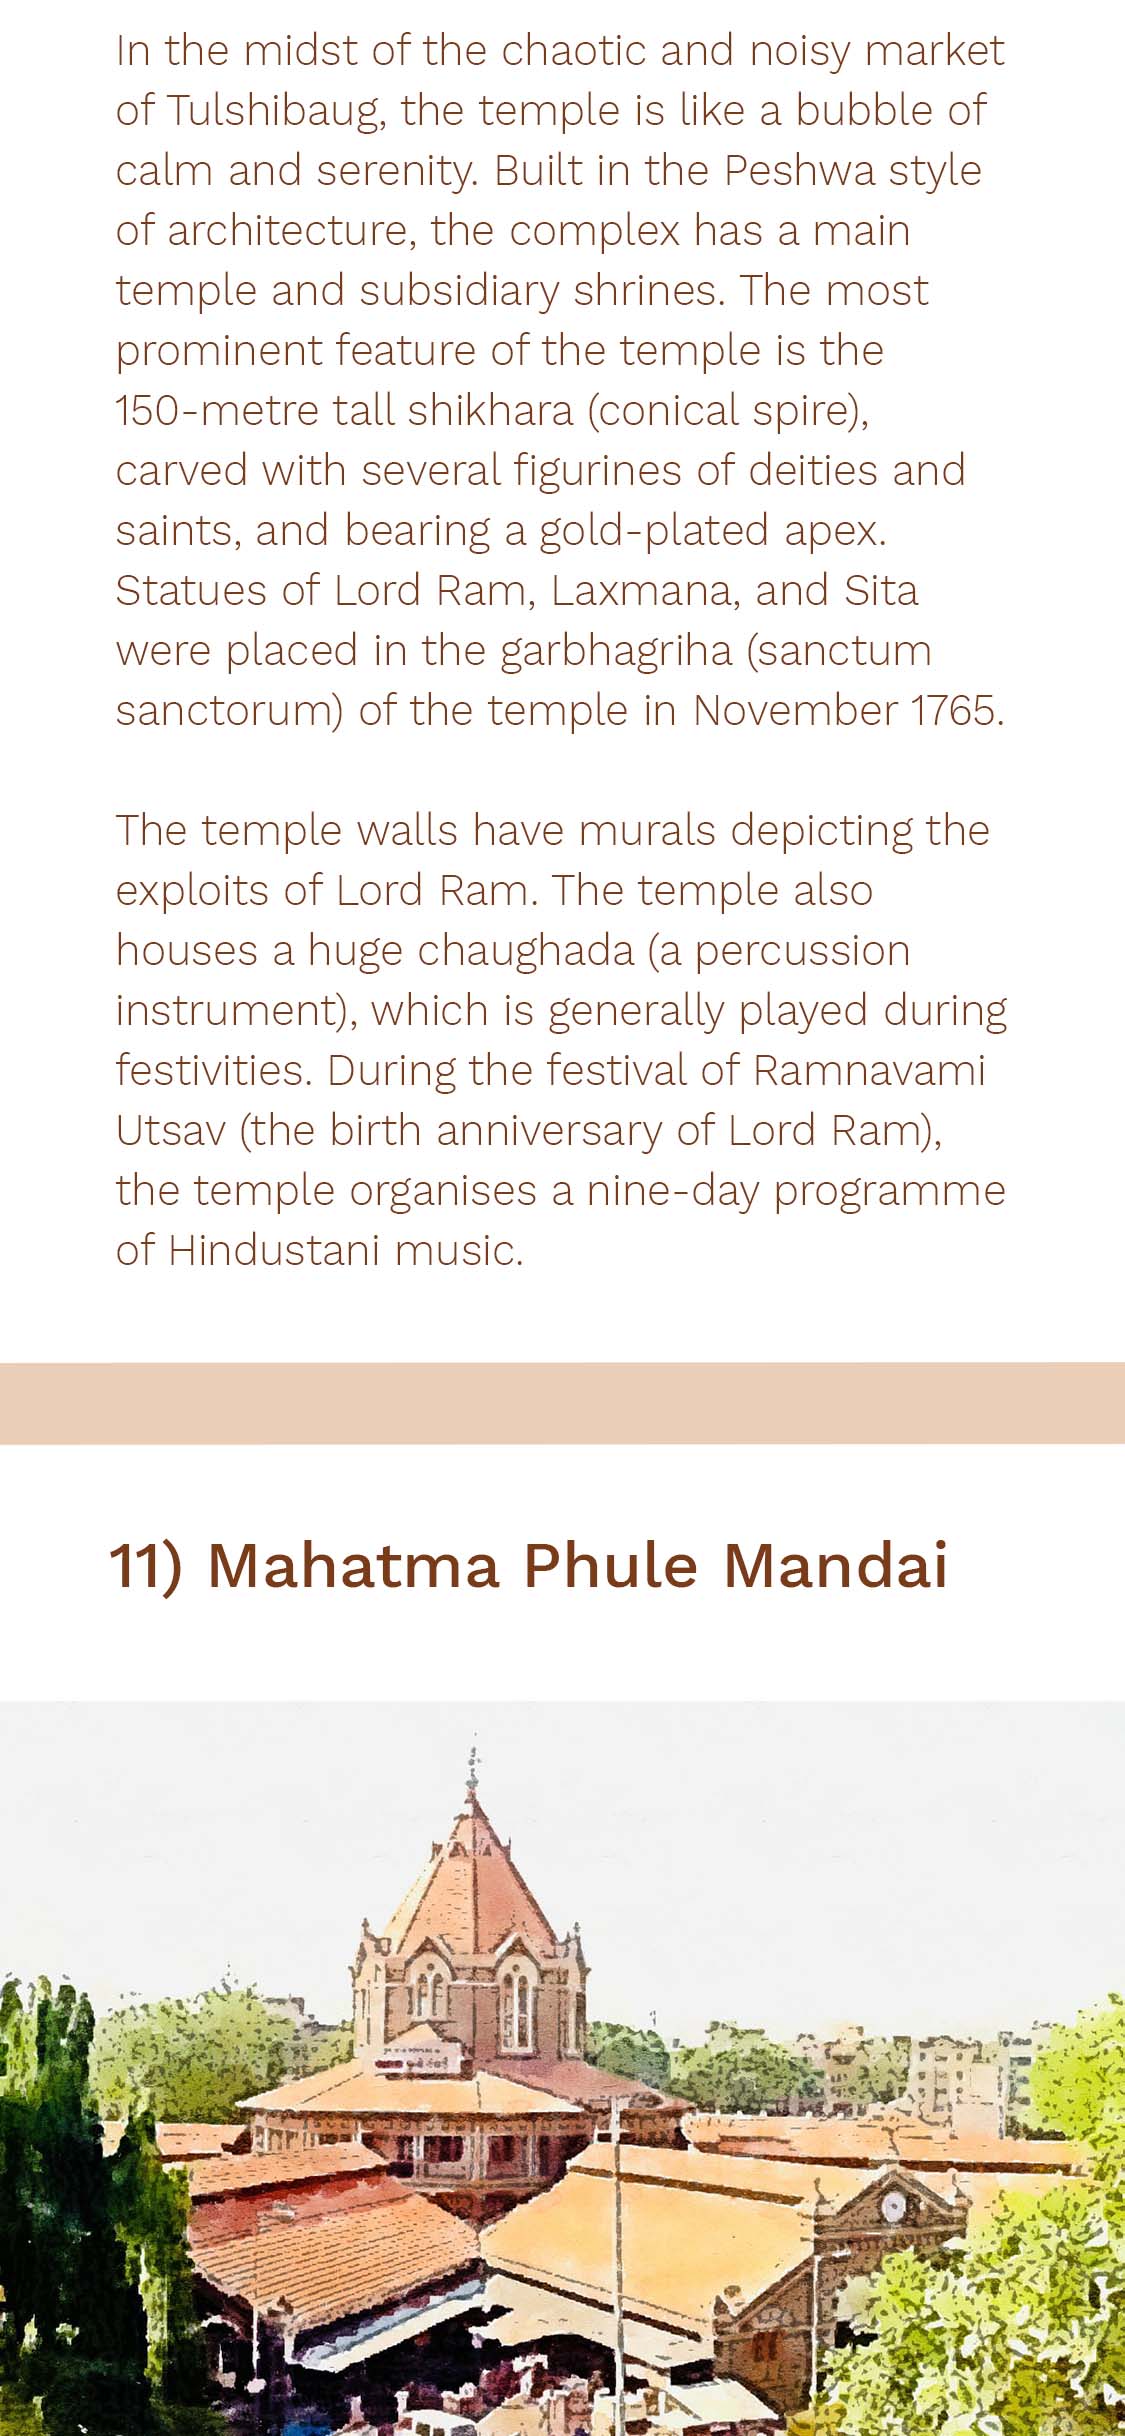 In the midst of the chaotic and noisy market
of Tulshibaug, the temple is like a bubble of
calm and serenity. Built in the Peshwa style
of architecture, the complex has a main
temple and subsidiary shrines. The most
prominent feature of the temple is the
150-metre tall shikhara (conical spire),
carved with several figurines of deities and
saints, and bearing a gold-plated apex.
Statues of Lord Ram, Laxmana, and Sita
were placed in the garbhagriha (sanctum
sanctorum) of the temple in November 1765.
The temple walls have murals depicting the
exploits of Lord Ram. The temple also
houses a huge chaughada (a percussion
instrument), which is generally played during
festivities. During the festival of Ramnavami
Utsav (the birth anniversary of Lord Ram),
the temple organises a nine-day programme
of Hindustani music.
11) Mahatma Phule Mandai